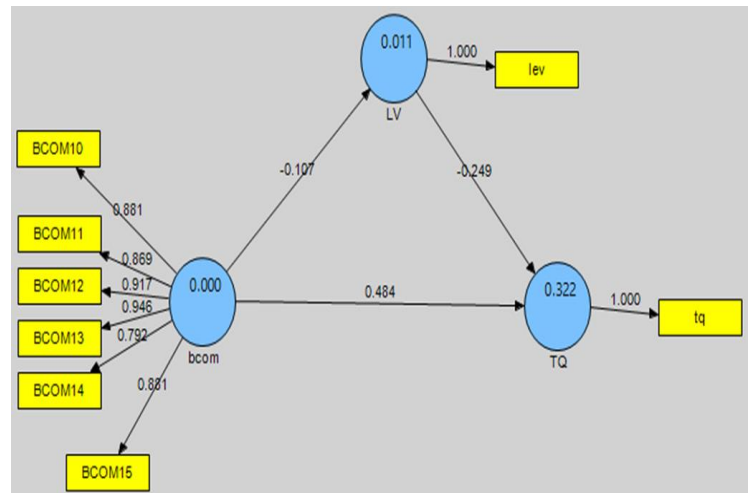 0.011
1.000
lev
LV
BCOM10
-0.107
-0.249
0.881
BCOM11
0.869
BCOM12
0.917
0.000
0.484
0.322
1.000
tq
0.946
BCOM13
0.792
bcom
TQ
BCOM14
0.881
BCOM15